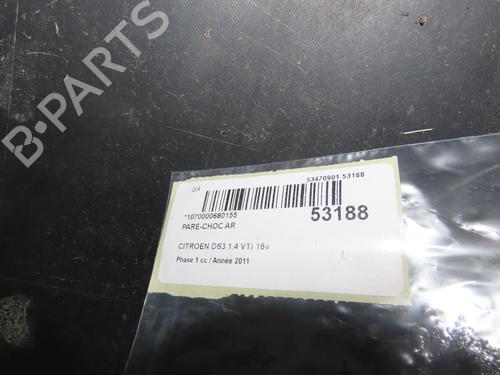 B-PARTS
GA
53470901 53188
*1070000680155
53188
PARE-CHOC AR
CITROEN DS3 1.4 VTi 16v
Phase 1 cc / Année 2011